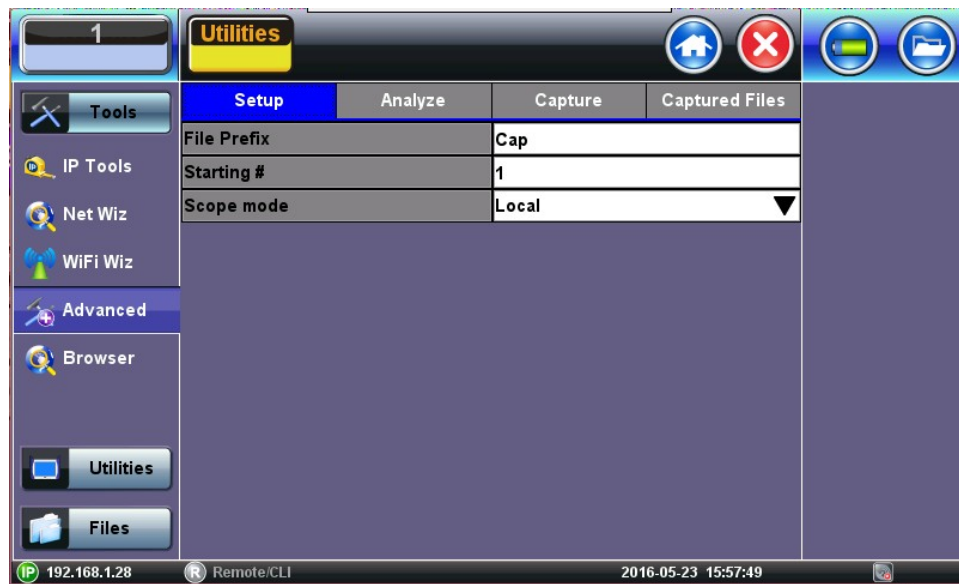 1
Utilities
Tools
IP Tools
Net Wiz
WiFi Wiz
Advanced
Browser
Utilities
Files
Setup Analyze Capture Captured Files
File Prefix Cap
Starting # 1
Scope mode Local
IP 192.168.1.28 R Remote/CLI 2016-05-23 15:57:49